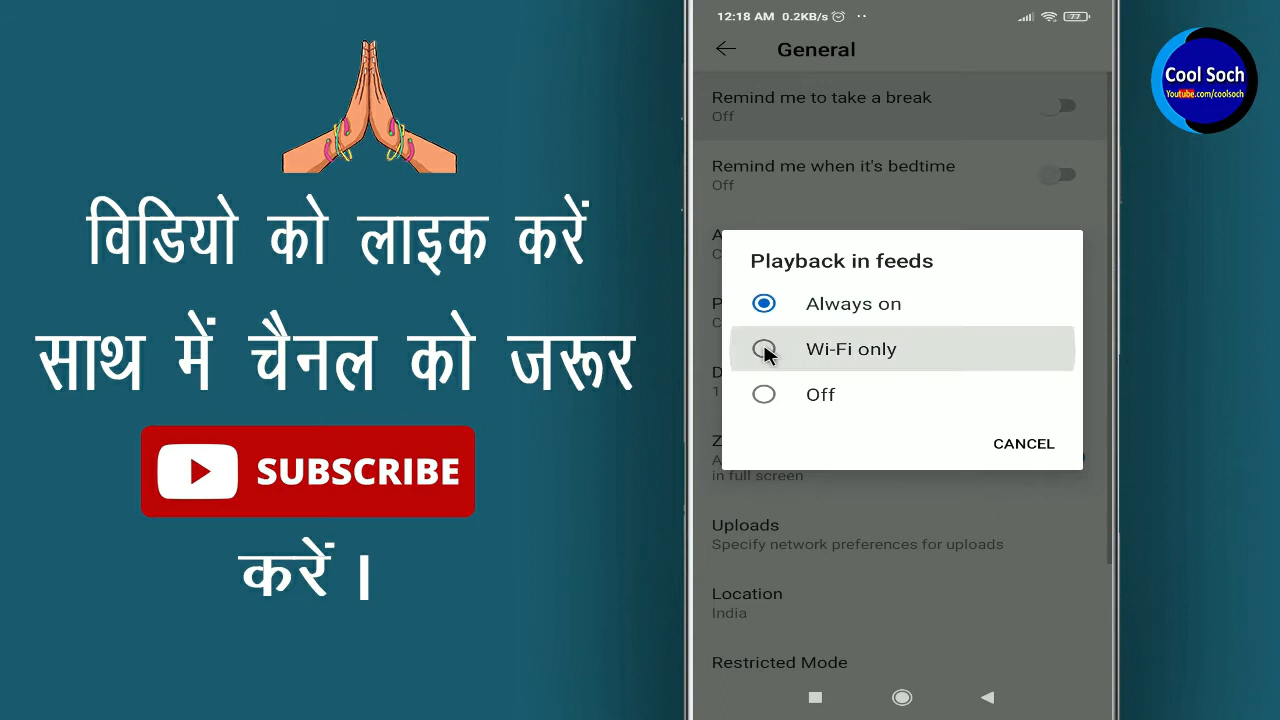 विडियो को लाइक करें
साथ में चैनल को जरूर
SUBSCRIBE
करें ।
12:18 AM 0.2KB/s
77
General
Remind me to take a break
Off
Remind me when it's bedtime
Off
Playback in feeds
Always on
Wi-Fi only
Off
CANCEL
in full screen
Uploads
Specify network preferences for uploads
Location
India
Restricted Mode
Cool Soch
Youtube.com/coolsoch